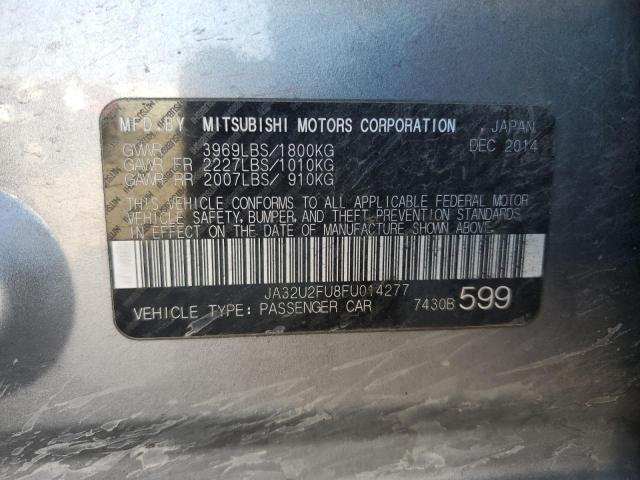 MFD BY MITSUBISHI MOTORS CORPORATION JAPAN
GVWR 3969LBS/1800KG DEC 2014
GAWR FR 2227LBS/1010KG
GAWR RR 2007LBS/ 910KG
THIS VEHICLE CONFORMS TO ALL APPLICABLE FEDERAL MOTOR
VEHICLE SAFETY, BUMPER, AND THEFT PREVENTION STANDARDS
IN EFFECT ON THE DATE OF MANUFACTURE SHOWN ABOVE.
JA32U2FU8FU014277
VEHICLE TYPE: PASSENGER CAR 7430B 599